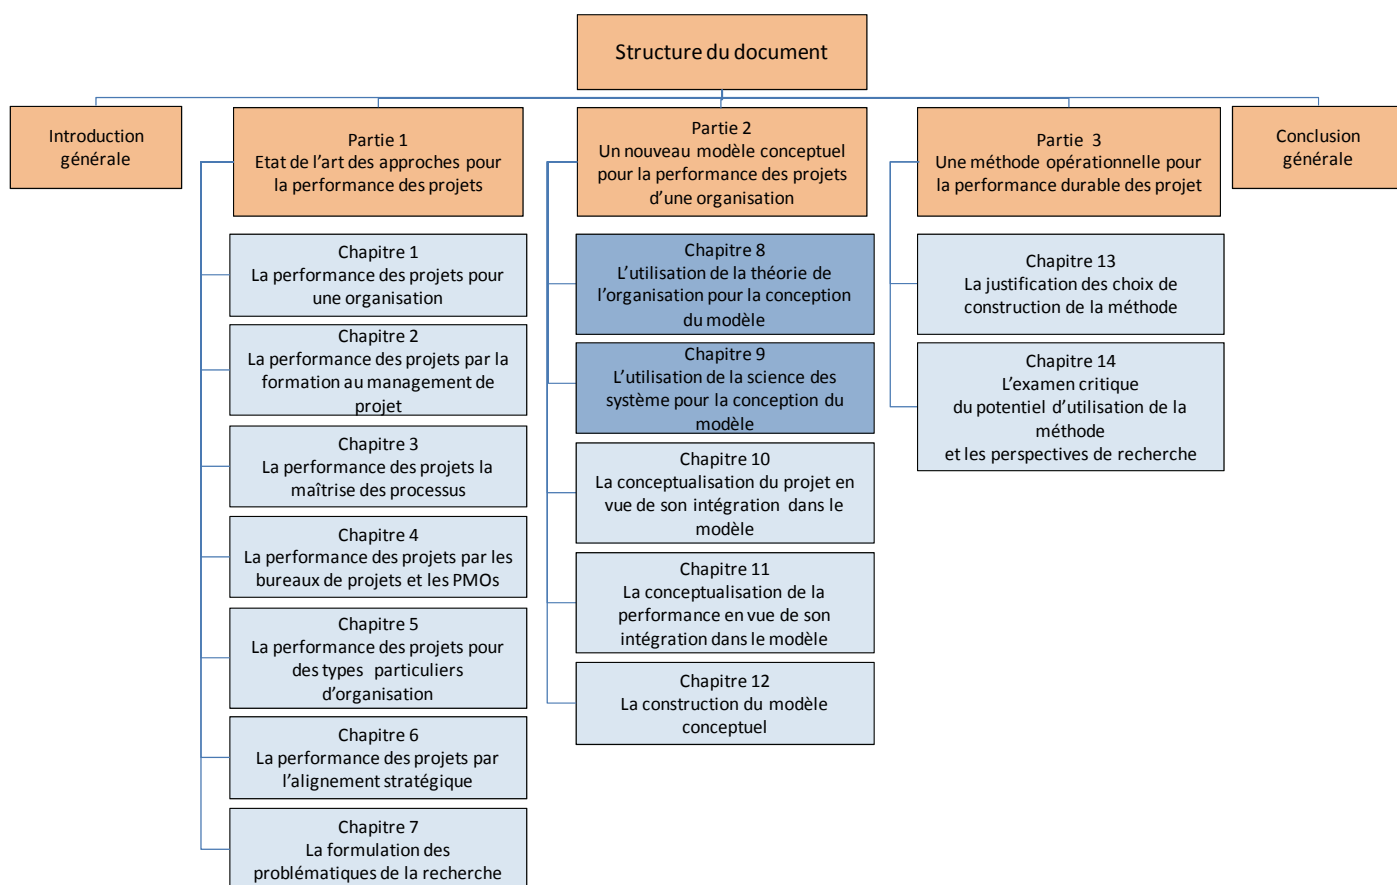 Structure du document
Introduction
générale
Partie 1
Etat de l'art des approches pour
la performance des projets
Chapitre 1
La performance des projets pour
une organisation
Chapitre 2
La performance des projets par la
formation au management de
projet
Chapitre 3
La performance des projets la
maîtrise des processus
Chapitre 4
La performance des projets par les
bureaux de projets et les PMOs
Chapitre 5
La performance des projets pour
des types particuliers
d'organisation
Chapitre 6
La performance des projets par
l'alignement stratégique
Chapitre 7
La formulation des
problématiques de la recherche
Partie 2
Un nouveau modèle conceptuel
pour la performance des projets
d'une organisation
Chapitre 8
L'utilisation de la théorie de
l'organisation pour la conception
du modèle
Chapitre 9
L'utilisation de la science des
système pour la conception du
modèle
Chapitre 10
La conceptualisation du projet en
vue de son intégration dans le
modèle
Chapitre 11
La conceptualisation de la
performance en vue de son
intégration dans le modèle
Chapitre 12
La construction du modèle
conceptuel
Partie 3
Une méthode opérationnelle pour
la performance durable des projet
Chapitre 13
La justification des choix de
construction de la méthode
Chapitre 14
L'examen critique
du potentiel d'utilisation de la
méthode
et les perspectives de recherche
Conclusion
générale